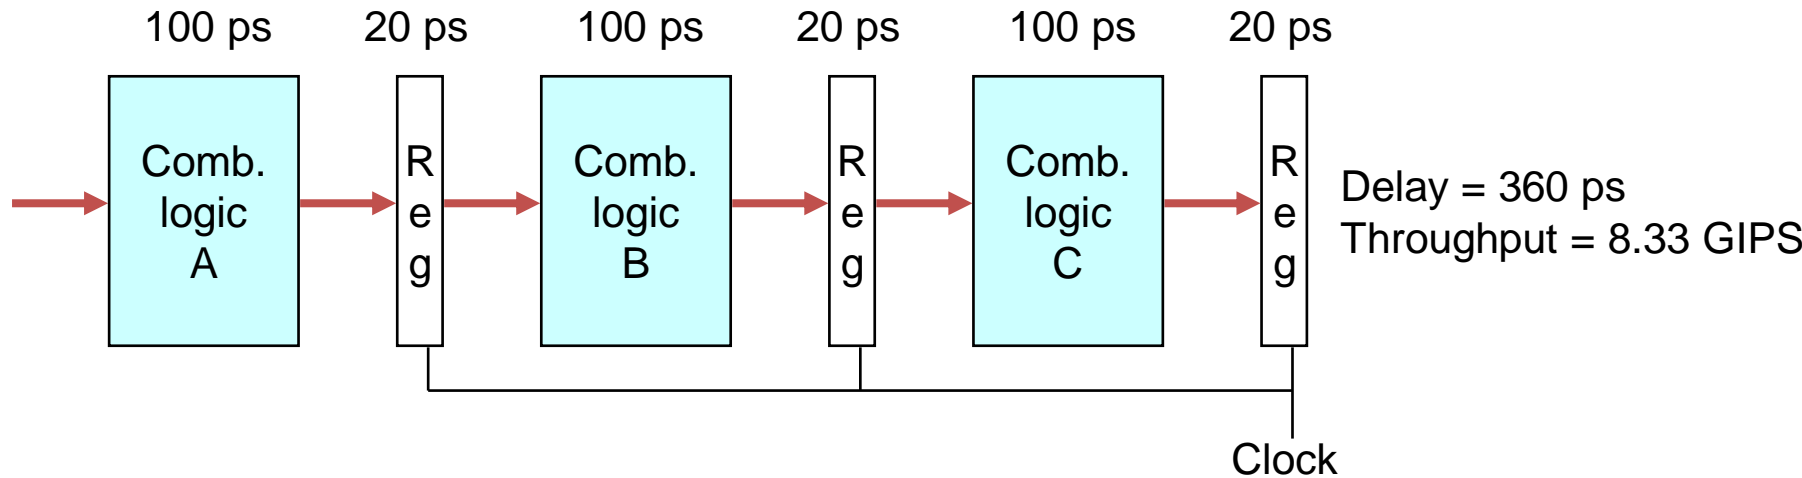 100 ps
20 ps
100 ps
20 ps
100 ps
20 ps
Comb.
logic
A
R
e
g
Comb.
logic
B
R
e
g
Comb.
logic
C
R
e
g
Delay = 360 ps
Throughput = 8.33 GIPS
Clock